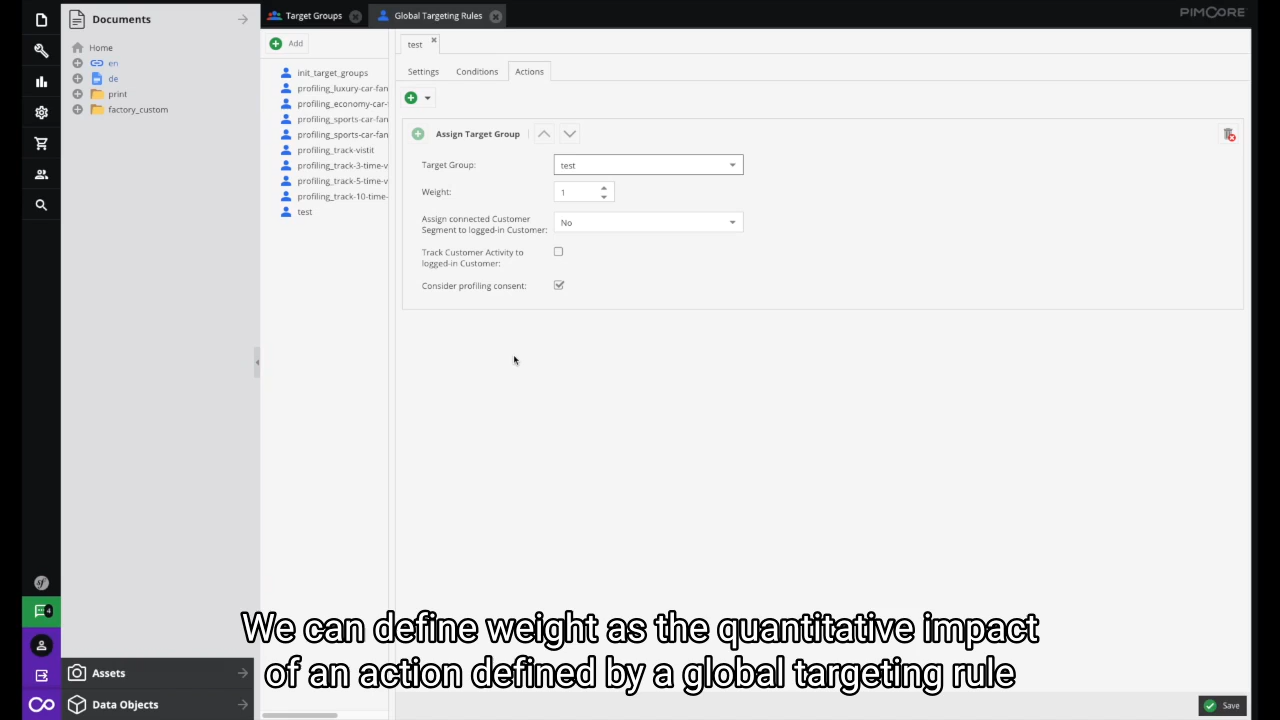 Documents
Home
en
de
print
factory_custom
Assets
Data Objects
4
Target Groups
Global Targeting Rules
PIMCORE
Add
init_target_groups
profiling_luxury-car-fan
profiling_economy-car-
profiling_sports-car-fan
profiling_sports-car-fan
profiling_track-vistit
profiling_track-3-time-v
profiling_track-5-time-v
profiling_track-10-time-
test
test
Settings
Conditions
Actions
Assign Target Group
Target Group:
test
Weight:
1
Assign connected Customer
Segment to logged-in Customer:
No
Track Customer Activity to
logged-in Customer:
Consider profiling consent:
We can define weight as the quantitative impact
of an action defined by a global targeting rule
Save